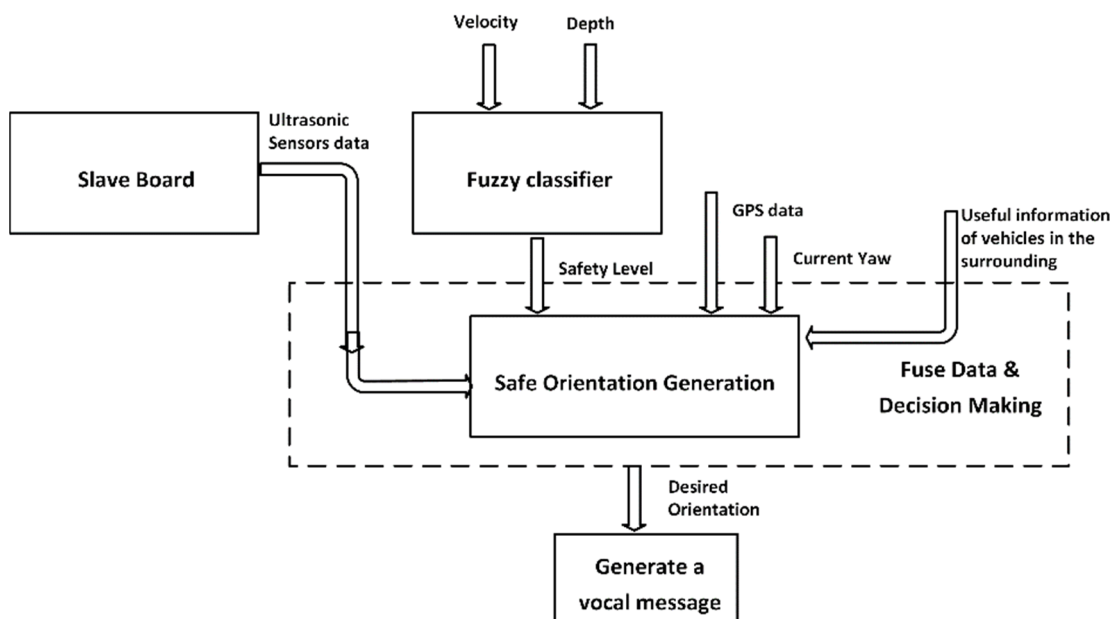 Velocity
Depth
Ultrasonic
Sensors data
Slave Board
Fuzzy classifier
GPS data
Useful information
of vehicles in the
surrounding
Current Yaw
Safety Level
Safe Orientation Generation
Fuse Data &
Decision Making
Desired
Orientation
Generate a
vocal message